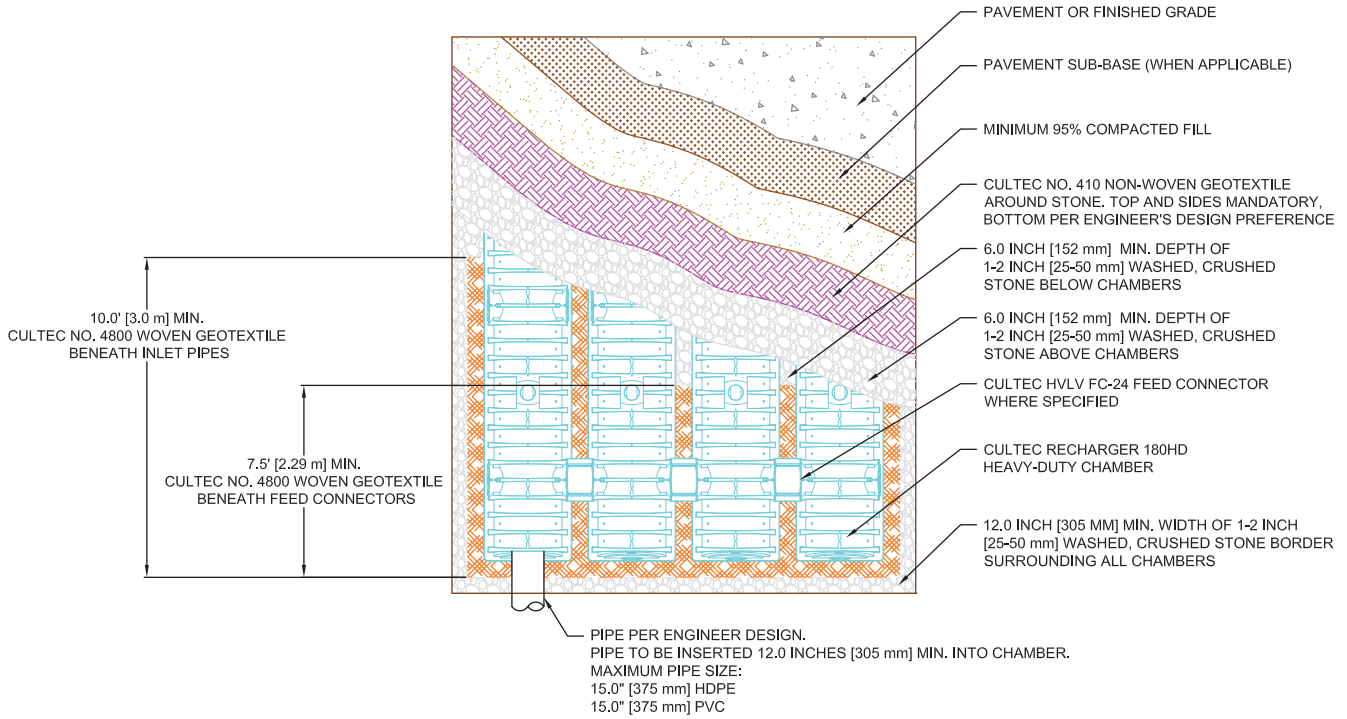 PAVEMENT OR FINISHED GRADE
PAVEMENT SUB-BASE (WHEN APPLICABLE)
MINIMUM 95% COMPACTED FILL
CULTEC NO. 410 NON-WOVEN GEOTEXTILE
AROUND STONE. TOP AND SIDES MANDATORY,
BOTTOM PER ENGINEER'S DESIGN PREFERENCE
6.0 INCH [152 mm] MIN. DEPTH OF
1-2 INCH [25-50 mm] WASHED, CRUSHED
STONE BELOW CHAMBERS
6.0 INCH [152 mm] MIN. DEPTH OF
1-2 INCH [25-50 mm] WASHED, CRUSHED
STONE ABOVE CHAMBERS
CULTEC HVLV FC-24 FEED CONNECTOR
WHERE SPECIFIED
CULTEC RECHARGER 180HD
HEAVY-DUTY CHAMBER
12.0 INCH [305 MM] MIN. WIDTH OF 1-2 INCH
[25-50 mm] WASHED, CRUSHED STONE BORDER
SURROUNDING ALL CHAMBERS
10.0' [3.0 m] MIN.
CULTEC NO. 4800 WOVEN GEOTEXTILE
BENEATH INLET PIPES
7.5' [2.29 m] MIN.
CULTEC NO. 4800 WOVEN GEOTEXTILE
BENEATH FEED CONNECTORS
PIPE PER ENGINEER DESIGN.
PIPE TO BE INSERTED 12.0 INCHES [305 mm] MIN. INTO CHAMBER.
MAXIMUM PIPE SIZE:
15.0" [375 mm] HDPE
15.0" [375 mm] PVC